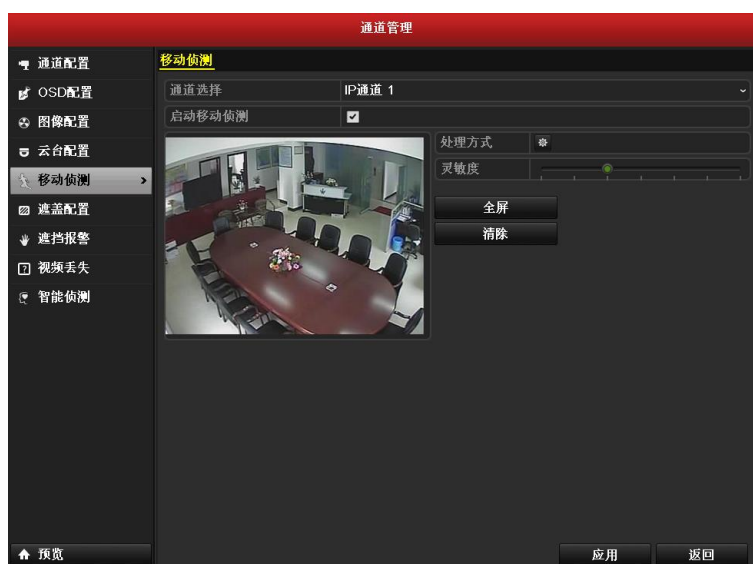 通道管理
通道配置
OSD配置
图像配置
云台配置
移动侦测
遮盖配置
遮挡报警
视频丢失
智能侦测
预览
移动侦测
通道选择 IP通道 1
启动移动侦测
处理方式
灵敏度
全屏
清除
应用 返回